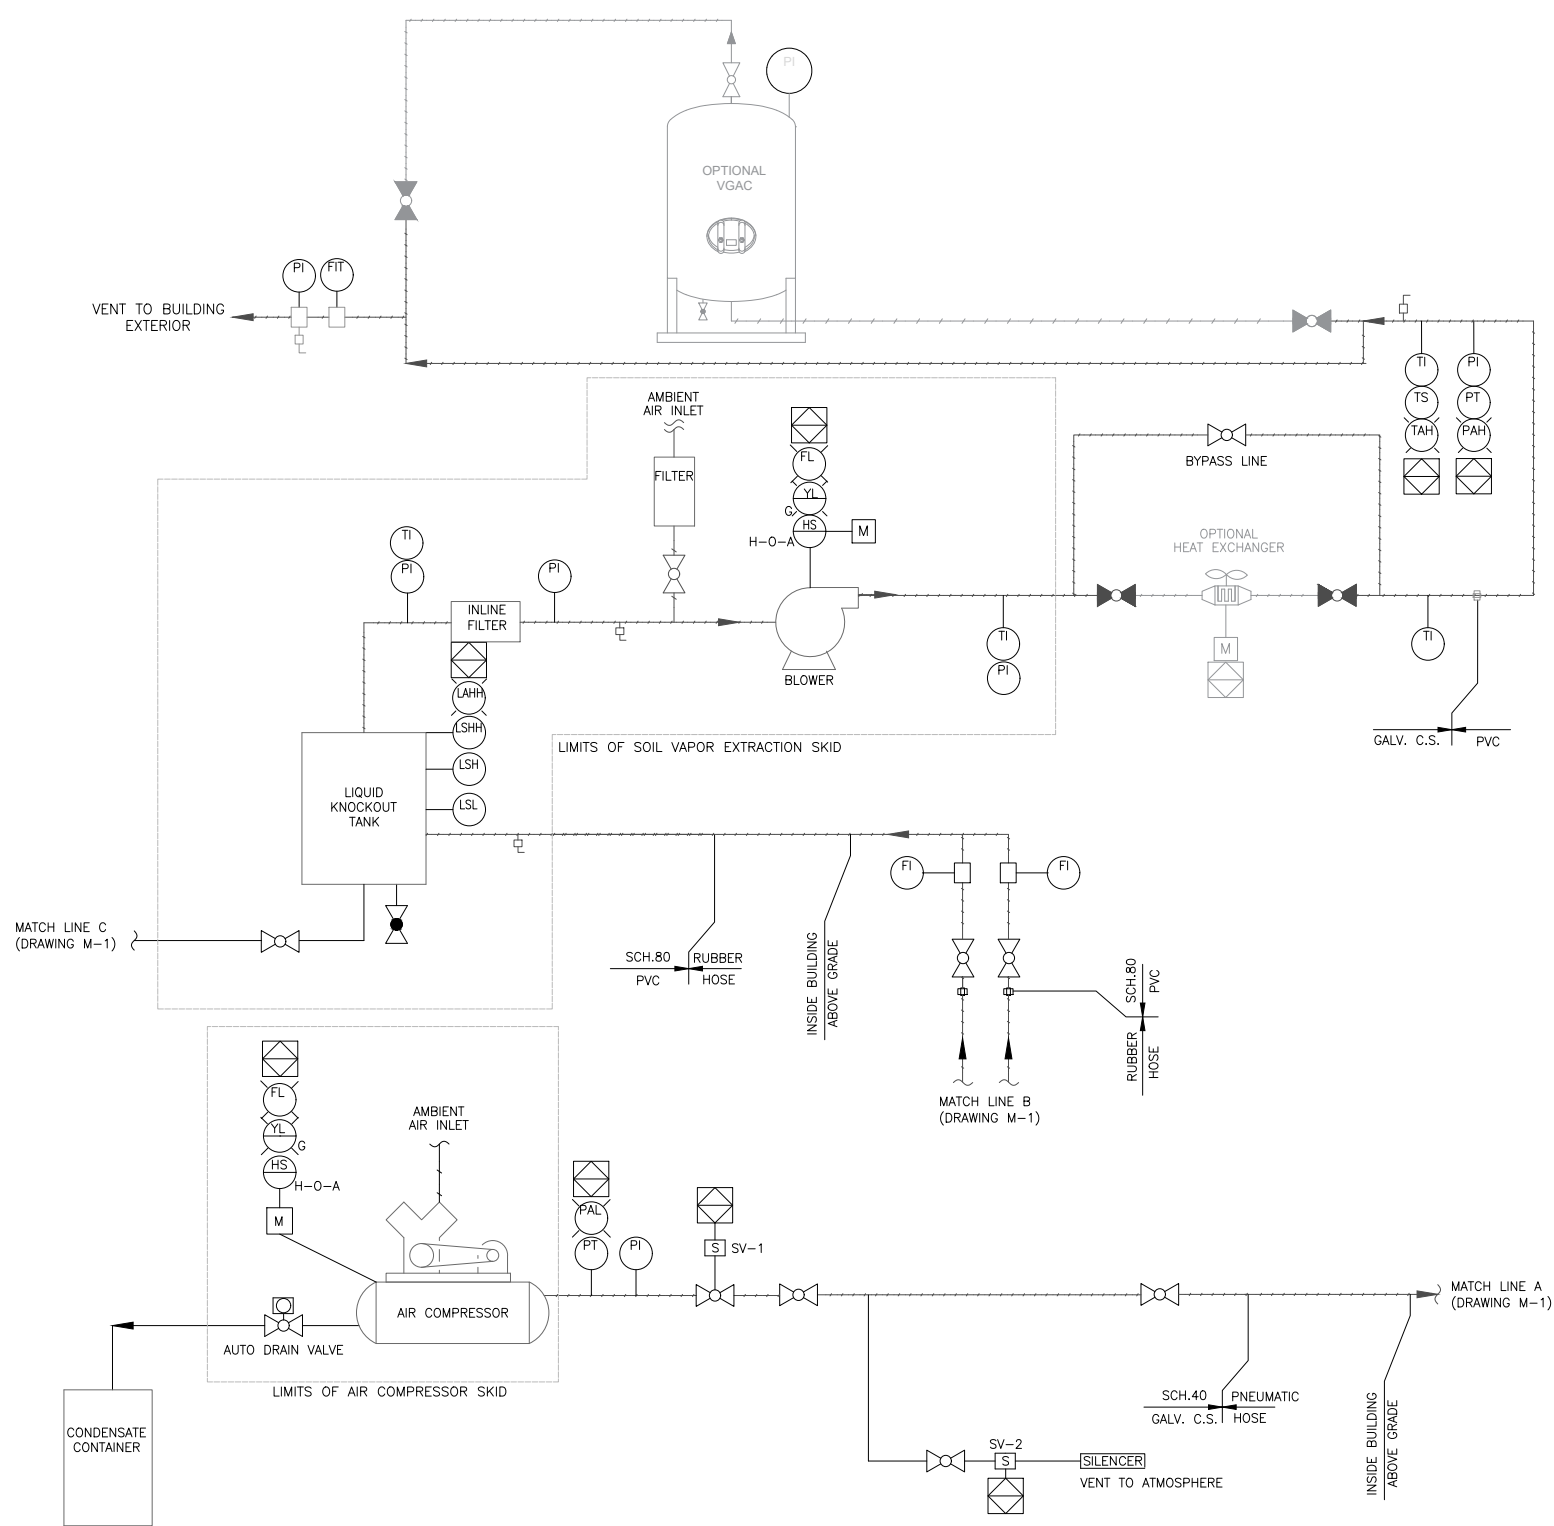 PI
OPTIONAL
VGAC
PI
FIT
VENT TO BUILDING
EXTERIOR
TI
PI
TS
PT
TAH
PAH
AMBIENT
AIR INLET
FILTER
FL
YL
G
HS
M
H-O-A
BYPASS LINE
OPTIONAL
HEAT EXCHANGER
M
TI
PI
PI
INLINE
FILTER
BLOWER
TI
PI
TI
GALV. C.S.
PVC
LAHH
LSHH
LSH
LSL
LIMITS OF SOIL VAPOR EXTRACTION SKID
LIQUID
KNOCKOUT
TANK
FI
FI
MATCH LINE C
(DRAWING M-1)
SCH.80
RUBBER
PVC
HOSE
INSIDE BUILDING
ABOVE GRADE
SCH.80
PVC
RUBBER
HOSE
MATCH LINE B
(DRAWING M-1)
FL
YL
G
HS
H-O-A
M
AMBIENT
AIR INLET
PAL
PT
PI
S
SV-1
AIR COMPRESSOR
AUTO DRAIN VALVE
LIMITS OF AIR COMPRESSOR SKID
MATCH LINE A
(DRAWING M-1)
CONDENSATE
CONTAINER
SCH.40
PNEUMATIC
GALV. C.S.
HOSE
INSIDE BUILDING
ABOVE GRADE
SV-2
S
SILENCER
VENT TO ATMOSPHERE